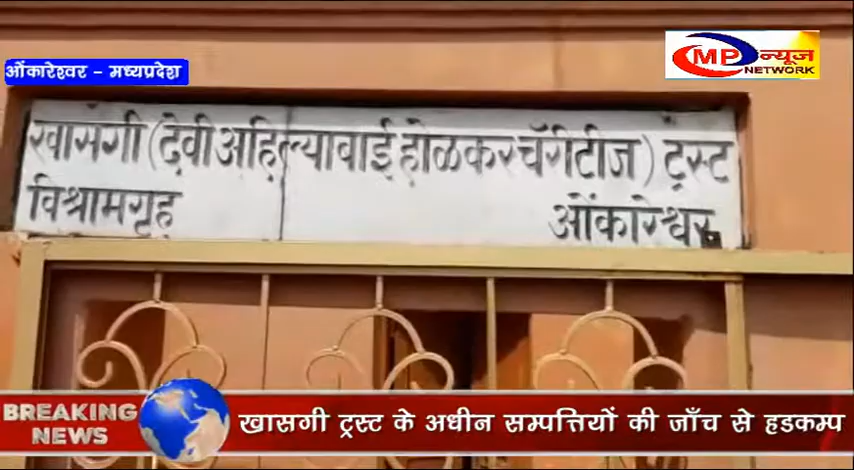 MP न्यूज
NETWORK
ओंकारेश्वर - मध्यप्रदेश
खासगी (देवी अहिल्याबाई होळकर चॅरीटीज) ट्रस्ट
विश्रामगृह ओंकारेश्वर
BREAKING NEWS
खासगी ट्रस्ट के अधीन सम्पत्तियों की जाँच से हडकम्प